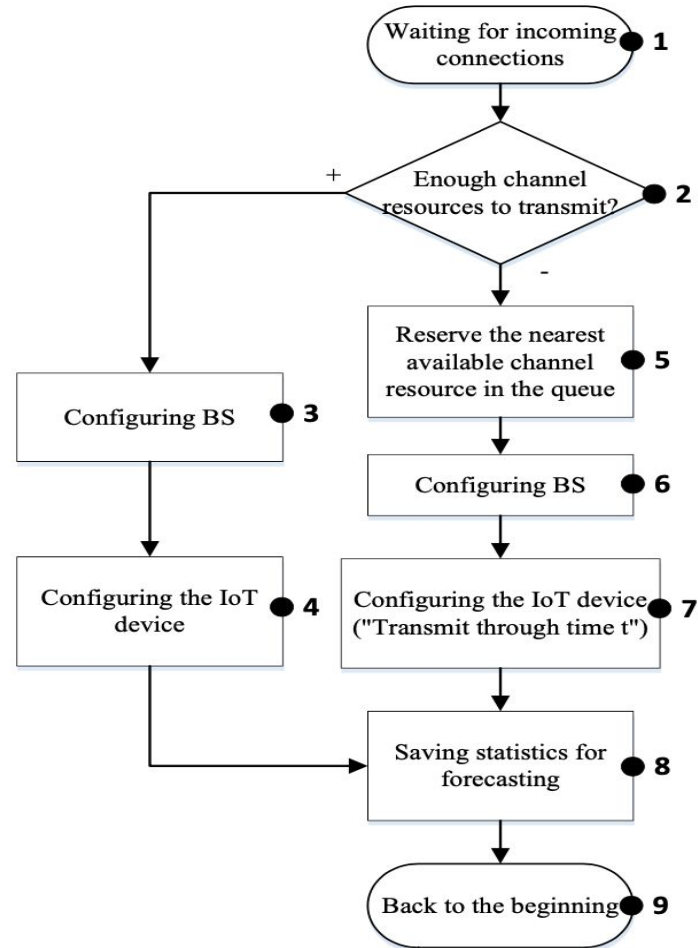 Waiting for incoming
connections
1
Enough channel
resources to transmit?
2
+
-
Configuring BS
3
Configuring the IoT
device
4
Reserve the nearest
available channel
resource in the queue
5
Configuring BS
6
Configuring the IoT device
("Transmit through time t")
7
Saving statistics for
forecasting
8
Back to the beginning
9